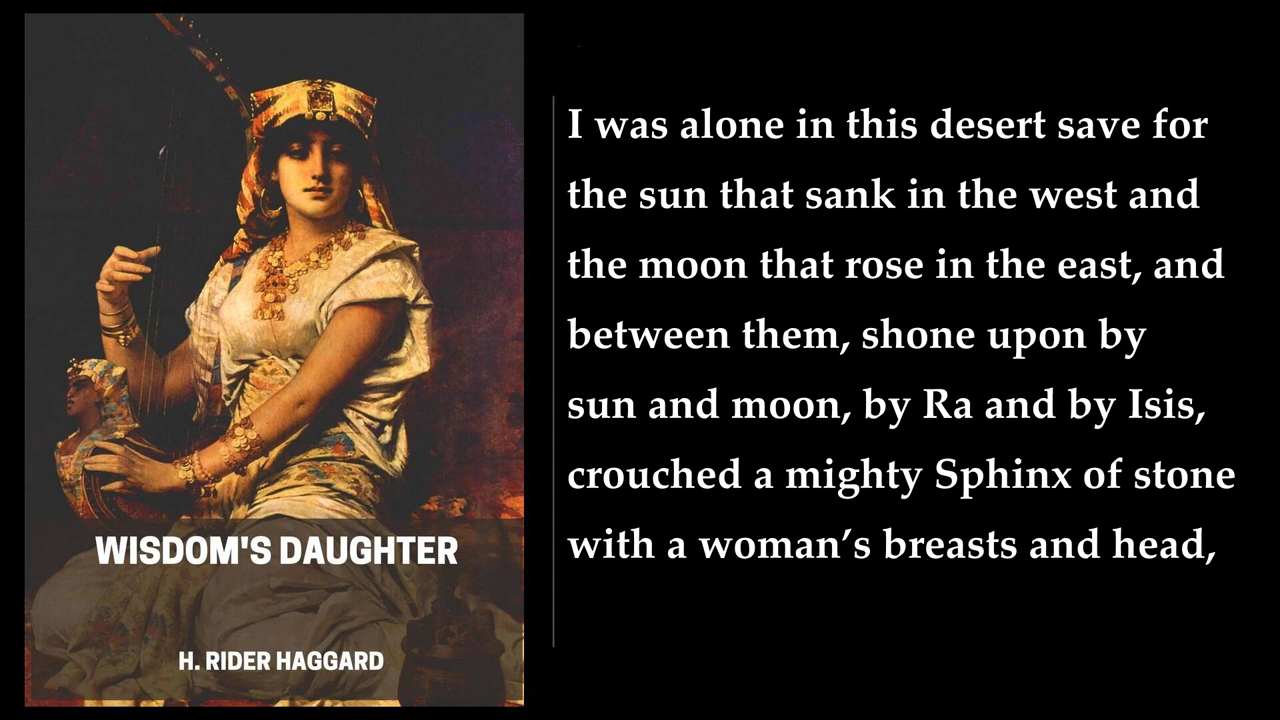 WISDOM'S DAUGHTER
H. RIDER HAGGARD
I was alone in this desert save for
the sun that sank in the west and
the moon that rose in the east, and
between them, shone upon by
sun and moon, by Ra and by Isis,
crouched a mighty Sphinx of stone
with a woman’s breasts and head,